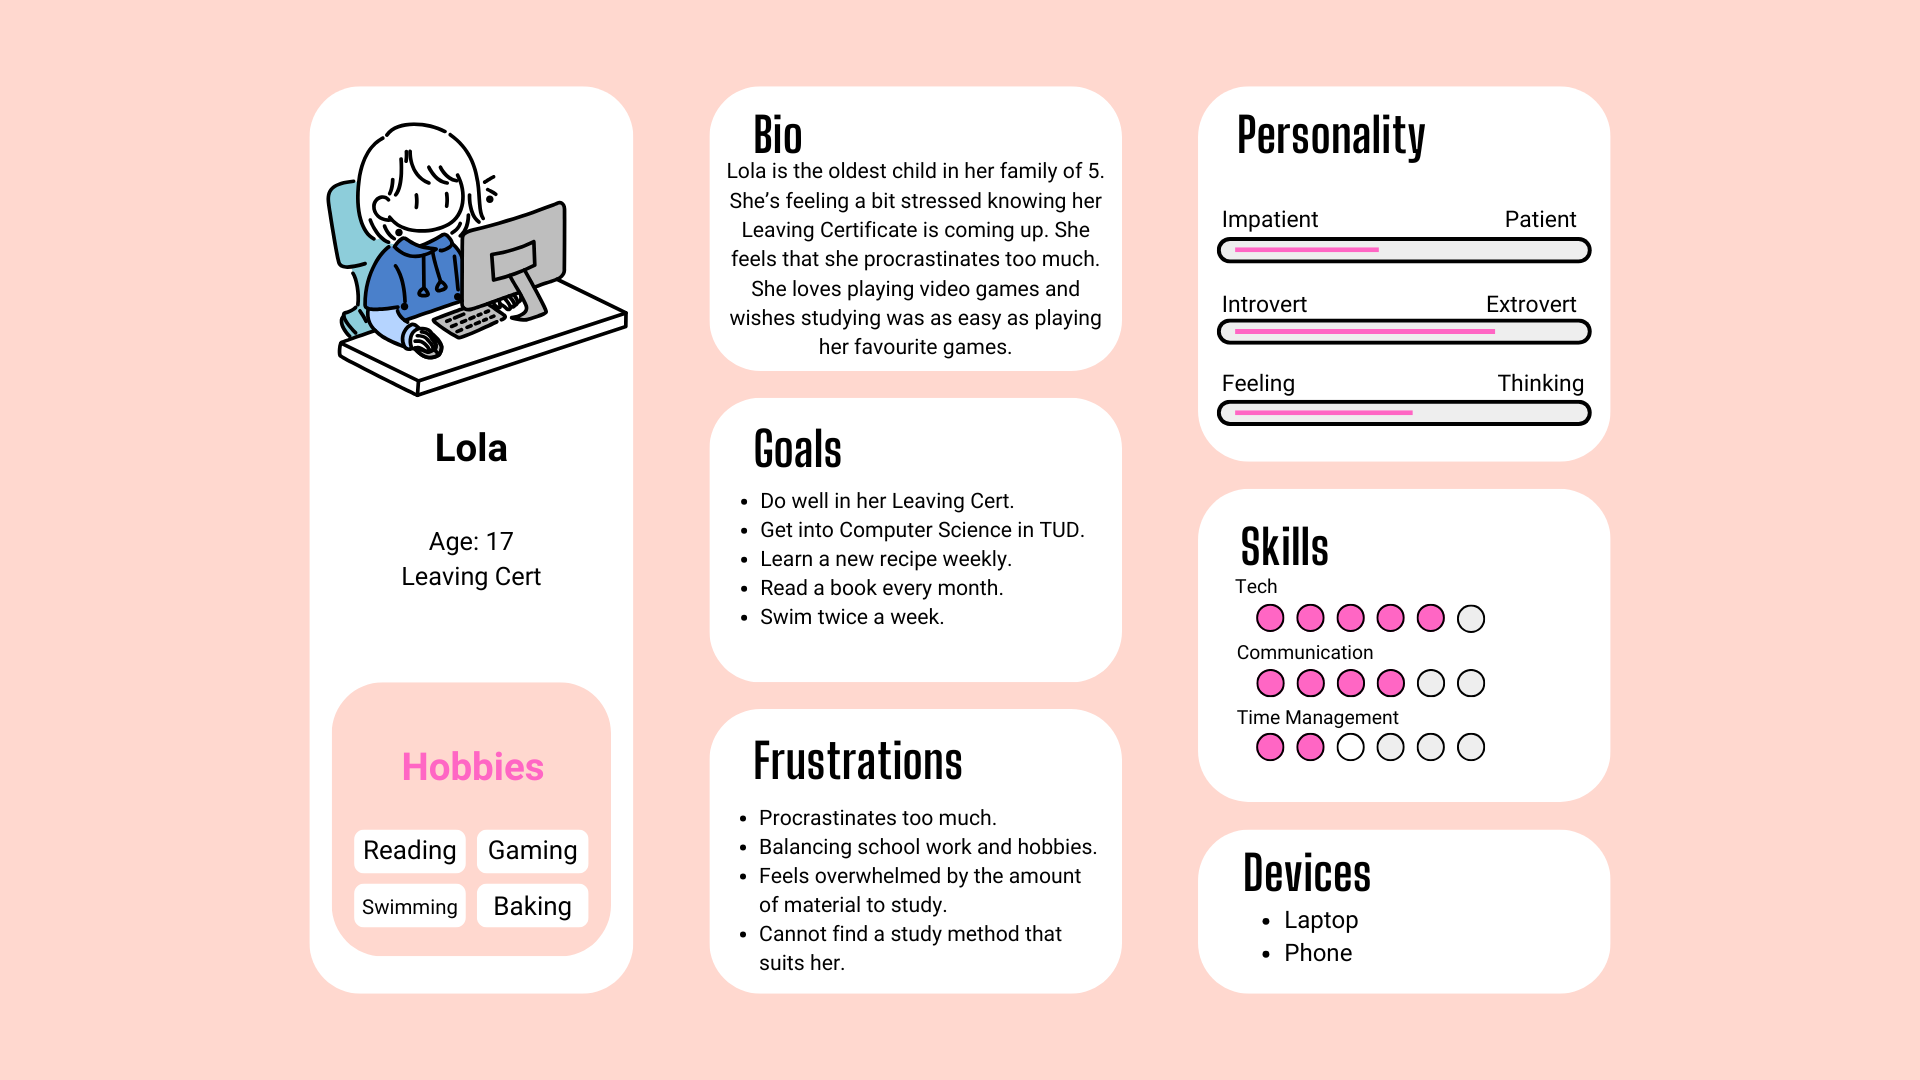 Lola
Age: 17
Leaving Cert
Hobbies
Reading
Gaming
Swimming
Baking
Bio
Lola is the oldest child in her family of 5.
She’s feeling a bit stressed knowing her
Leaving Certificate is coming up. She
feels that she procrastinates too much.
She loves playing video games and
wishes studying was as easy as playing
her favourite games.
Goals
• Do well in her Leaving Cert.
• Get into Computer Science in TUD.
• Learn a new recipe weekly.
• Read a book every month.
• Swim twice a week.
Frustrations
• Procrastinates too much.
• Balancing school work and hobbies.
• Feels overwhelmed by the amount
of material to study.
• Cannot find a study method that
suits her.
Personality
Impatient Patient
Introvert Extrovert
Feeling Thinking
Skills
Tech
Communication
Time Management
Devices
• Laptop
• Phone